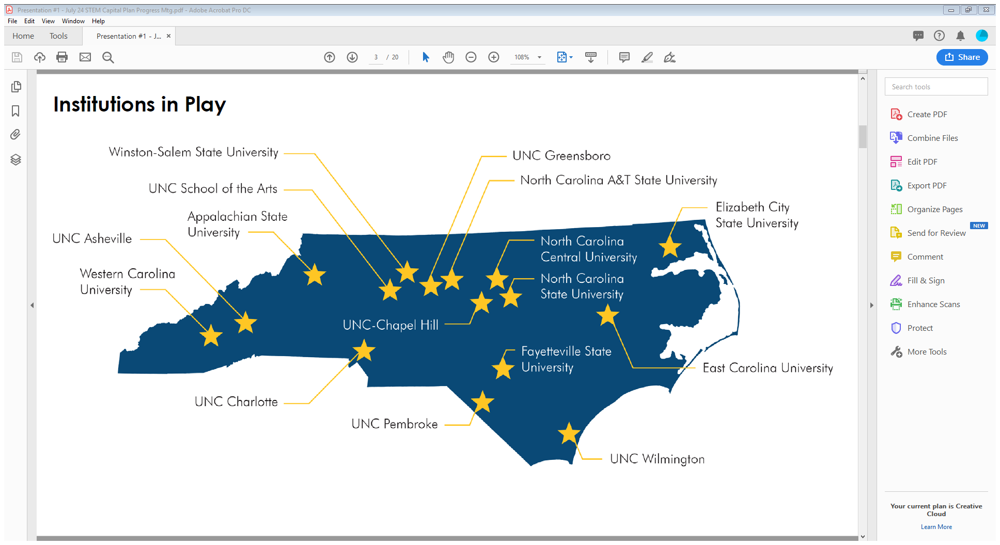 Presentation #1 - July 24 STEM Capital Plan Progress Mtg.pdf - Adobe Acrobat Pro DC
File Edit View Window Help
Home Tools Presentation #1 - J... ×
3 / 20 108% Share
Search tools
Create PDF
Combine Files
Edit PDF
Export PDF
Organize Pages
NEW
Send for Review
Comment
Fill & Sign
Enhance Scans
Protect
More Tools
Your current plan is Creative
Cloud
Learn More
Institutions in Play
Winston-Salem State University
UNC Greensboro
UNC School of the Arts
North Carolina A&T State University
Appalachian State
University
Elizabeth City
State University
UNC Asheville
North Carolina
Central University
Western Carolina
University
North Carolina
State University
UNC-Chapel Hill
Fayetteville State
University
East Carolina University
UNC Charlotte
UNC Pembroke
UNC Wilmington